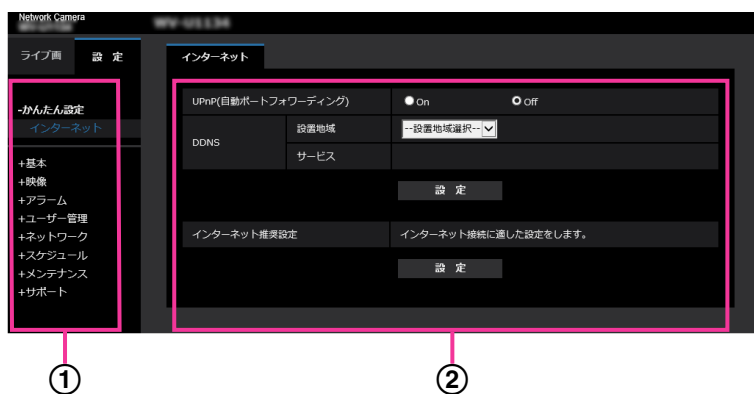 Network Camera
ライブ画 設 定
-かんたん設定
インターネット
+基本
+映像
+アラーム
+ユーザー管理
+ネットワーク
+スケジュール
+メンテナンス
+サポート
インターネット
UPnP(自動ポートフォワーディング) On Off
DDNS
設置地域 --設置地域選択--
サービス
設 定
インターネット推奨設定 インターネット接続に適した設定をします。
設 定
① ②